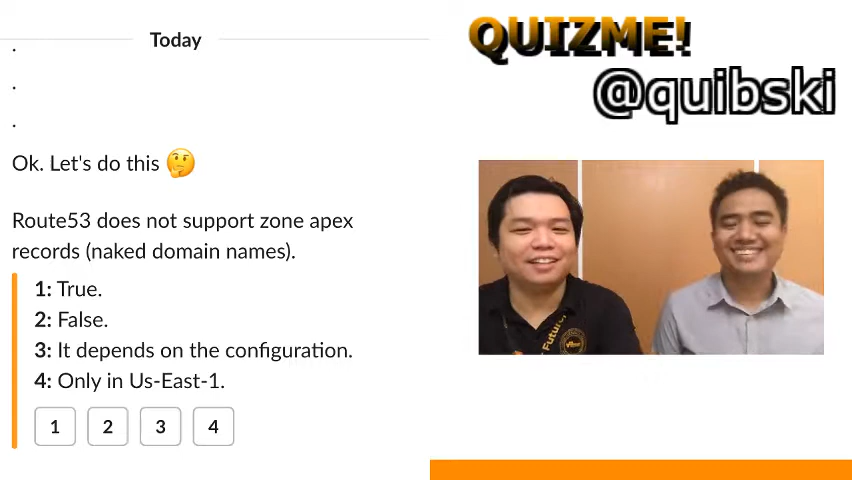 Today
.
.
.
Ok. Let's do this 🤔
Route53 does not support zone apex
records (naked domain names).
1: True.
2: False.
3: It depends on the configuration.
4: Only in Us-East-1.
1 2 3 4
QUIZME!
@quibski
Future